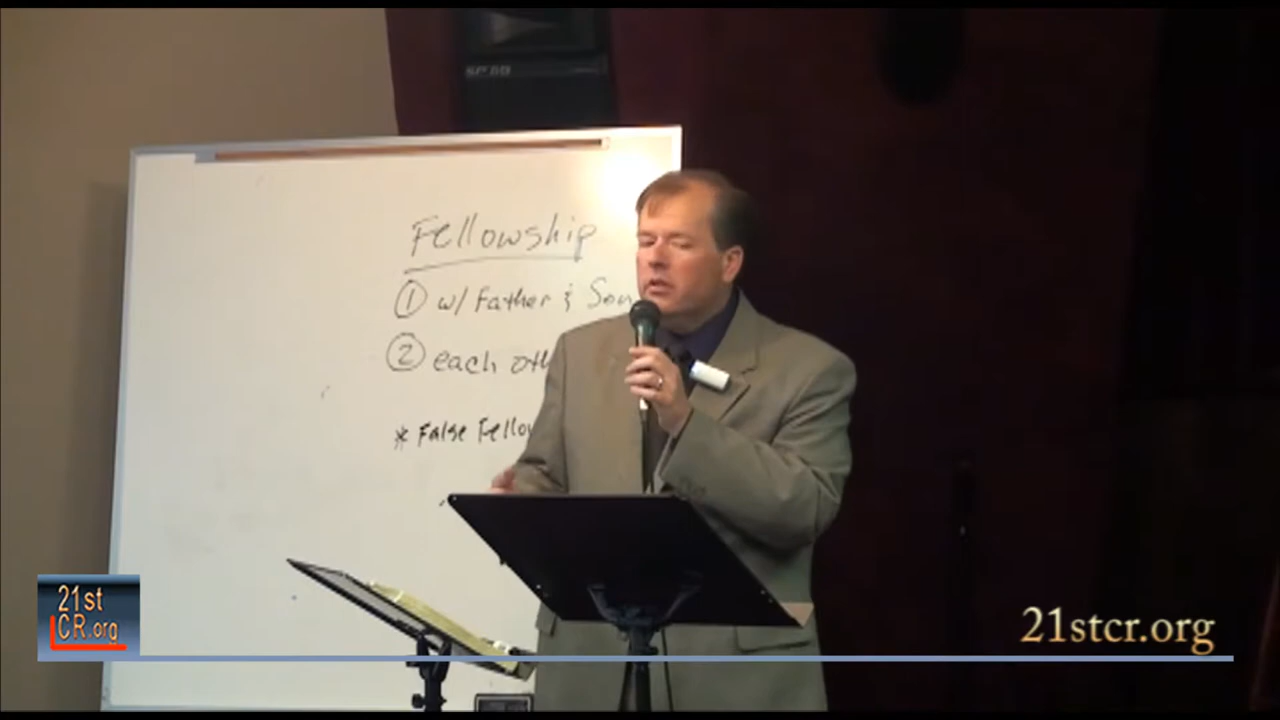 Fellowship
① w/ Father & Son
② each oth
* False Fellow
21st
CR.org
21stcr.org